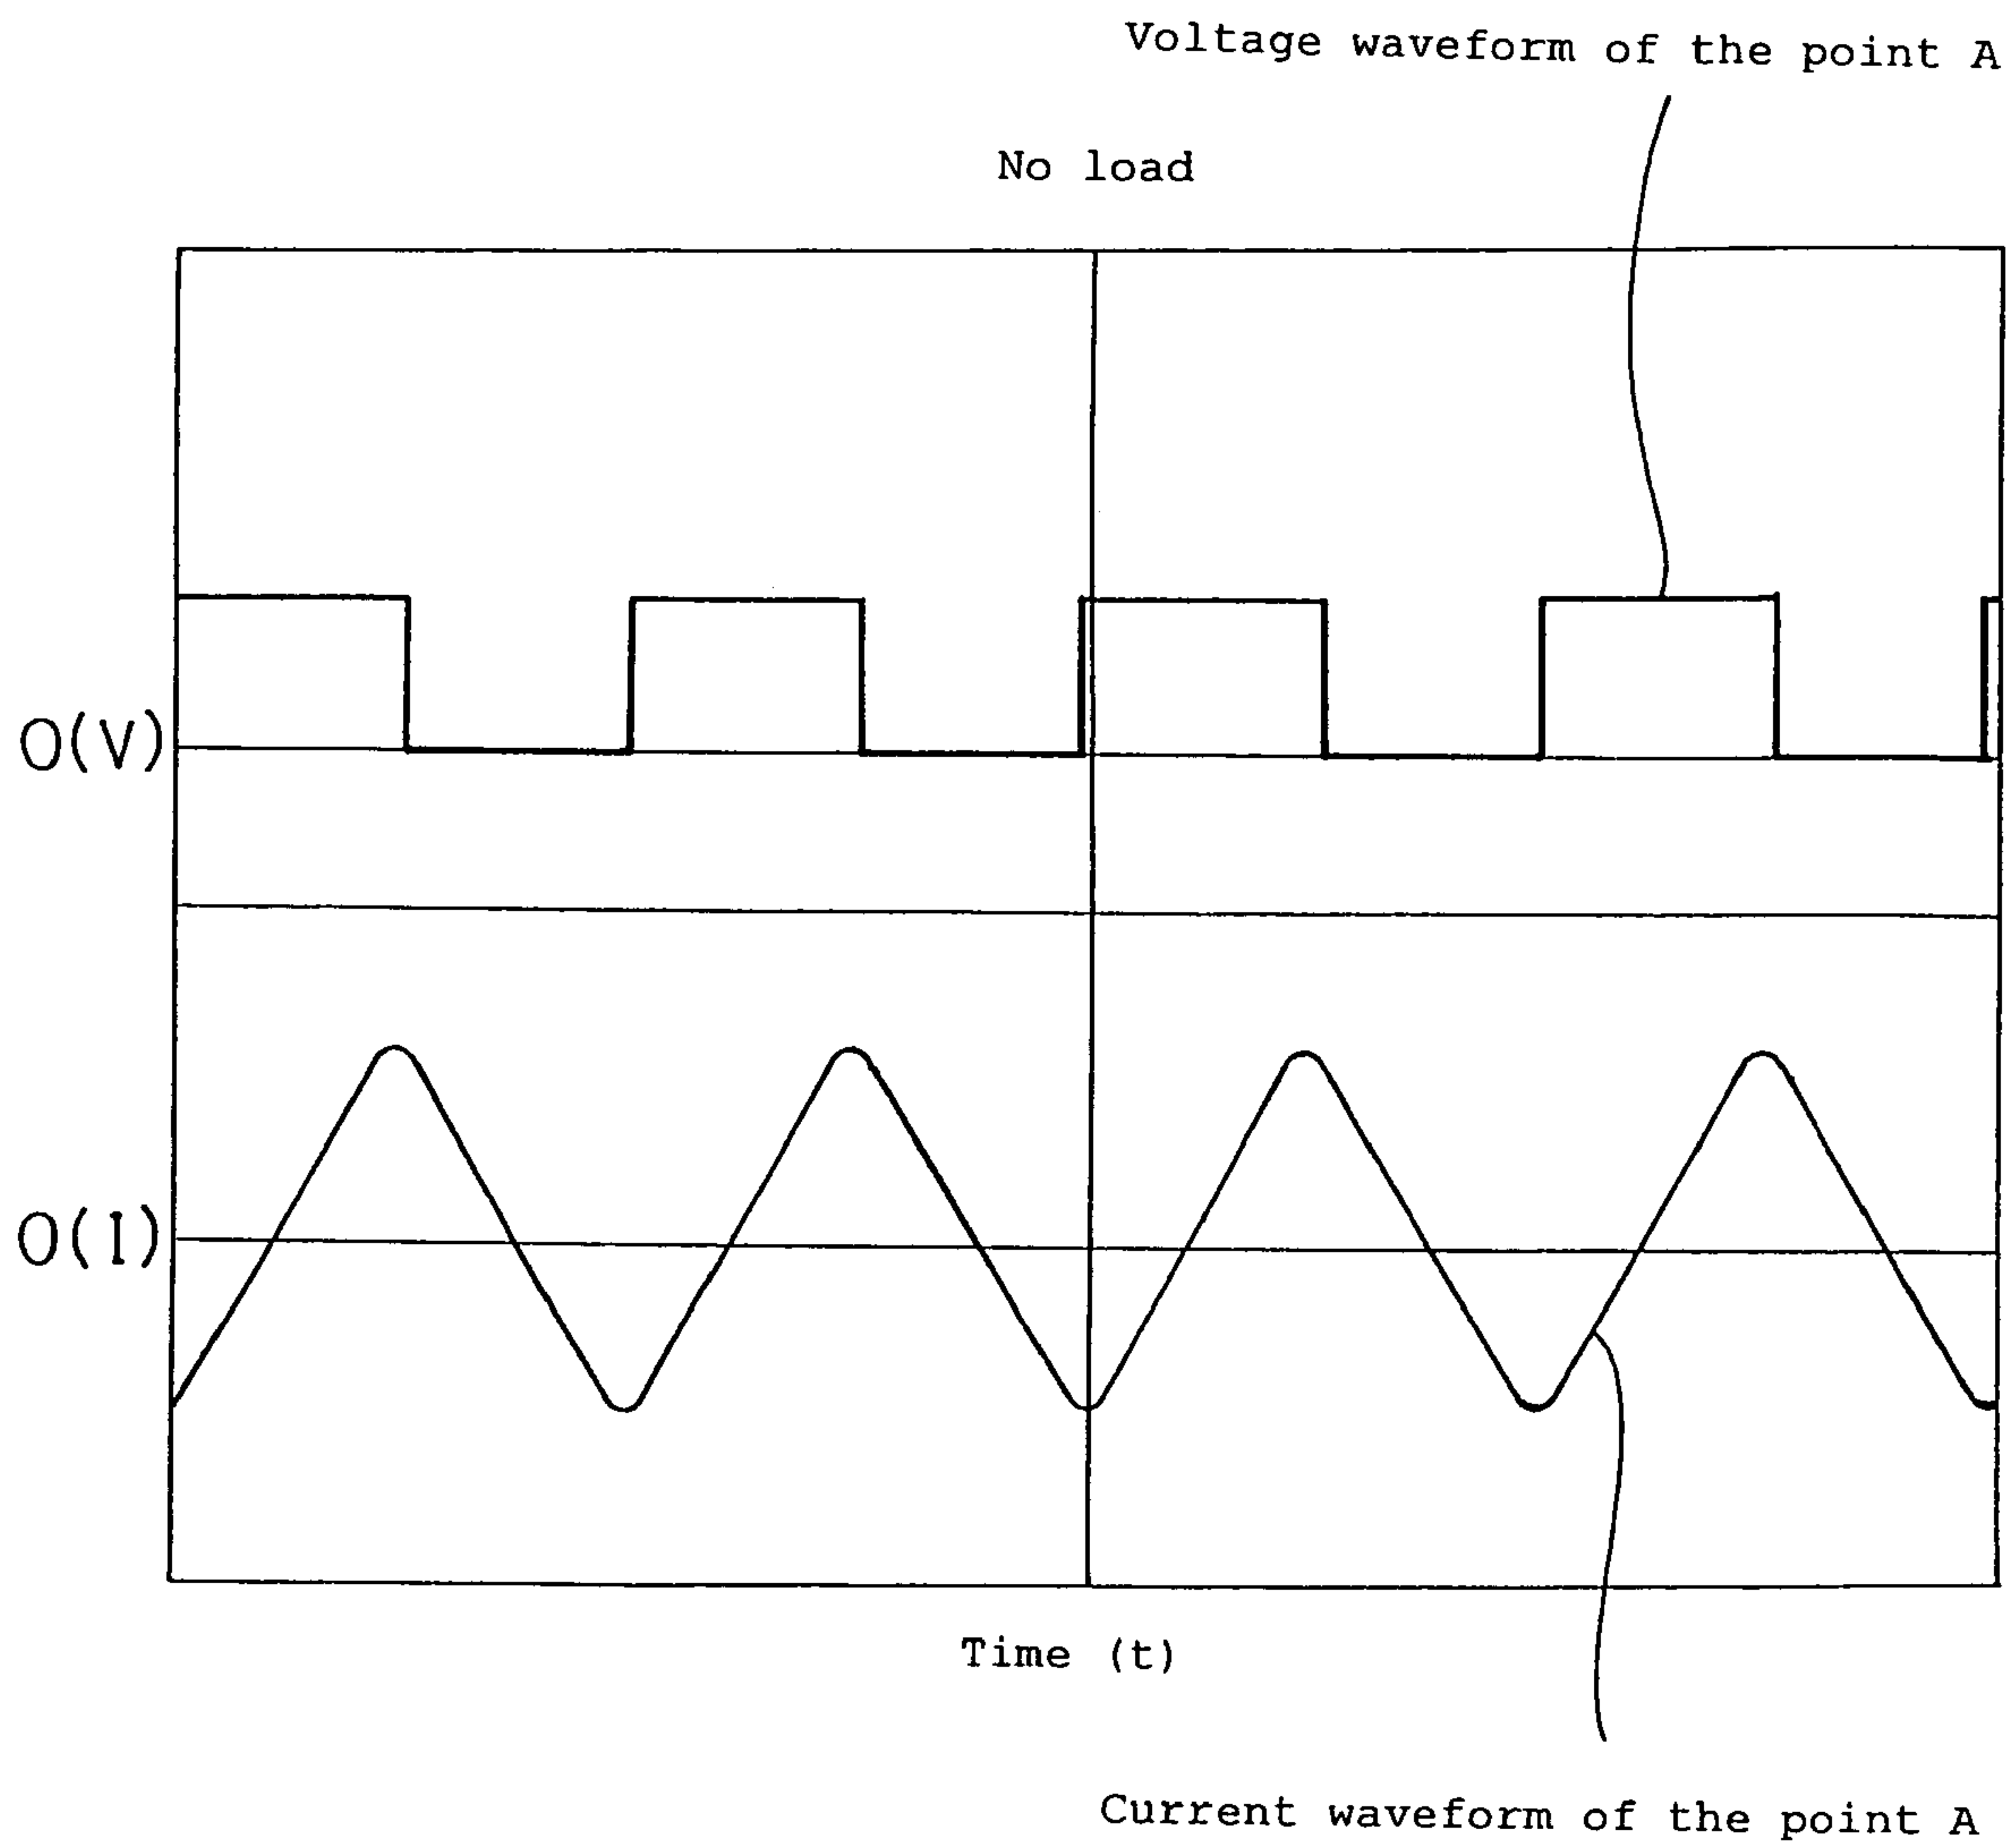 Voltage waveform of the point A
No load
O(V)
O(I)
Time (t)
Current waveform of the point A